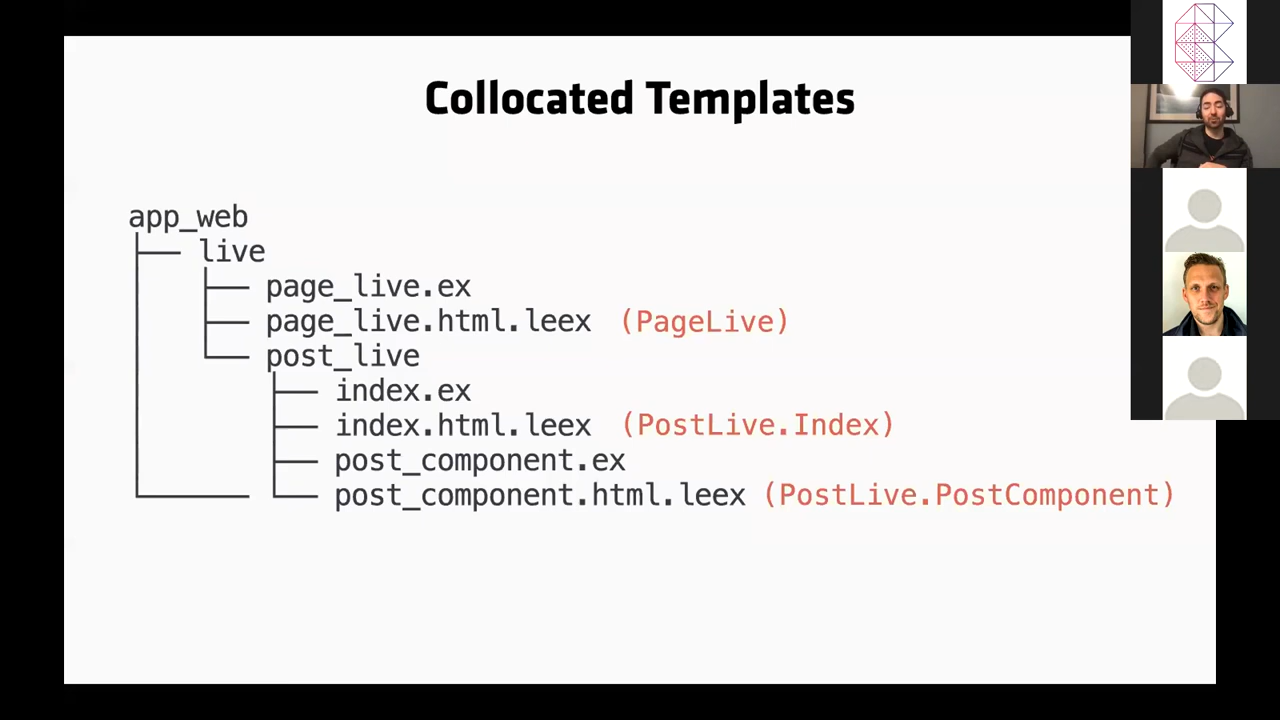 Collocated Templates
app_web
live
page_live.ex
page_live.html.leex (PageLive)
post_live
index.ex
index.html.leex (PostLive.Index)
post_component.ex
post_component.html.leex (PostLive.PostComponent)